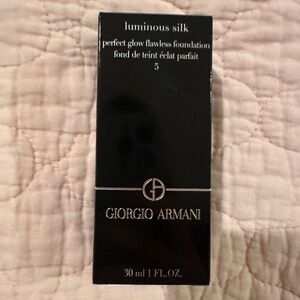 luminous silk
perfect glow flawless foundation
fond de teint éclat parfait
5
GA
GIORGIO ARMANI
30 ml 1 FL.OZ.